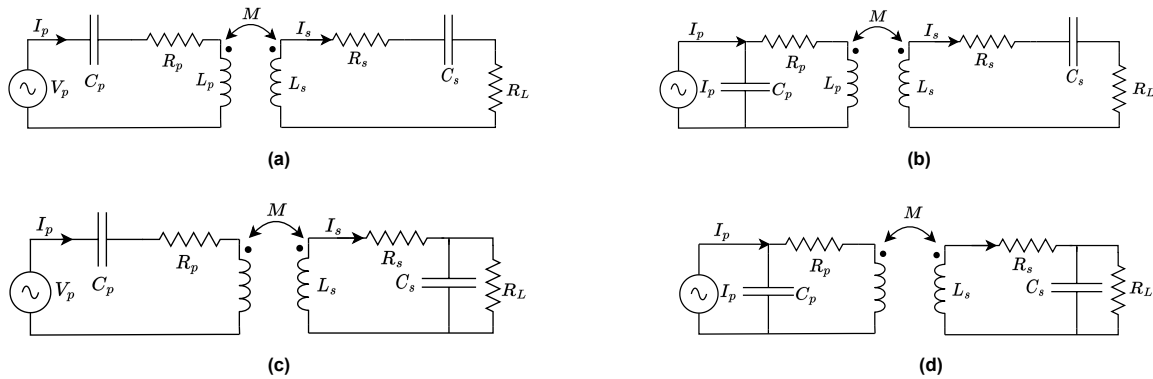 M M
I_p I_s I_p I_s
V_p C_p R_p L_p L_s R_s C_s R_L I_p C_p R_p L_p L_s R_s C_s R_L
(a) (b)
M M
I_p I_s I_p
V_p C_p R_p L_s R_s C_s R_L I_p C_p R_p L_s R_s C_s R_L
(c) (d)